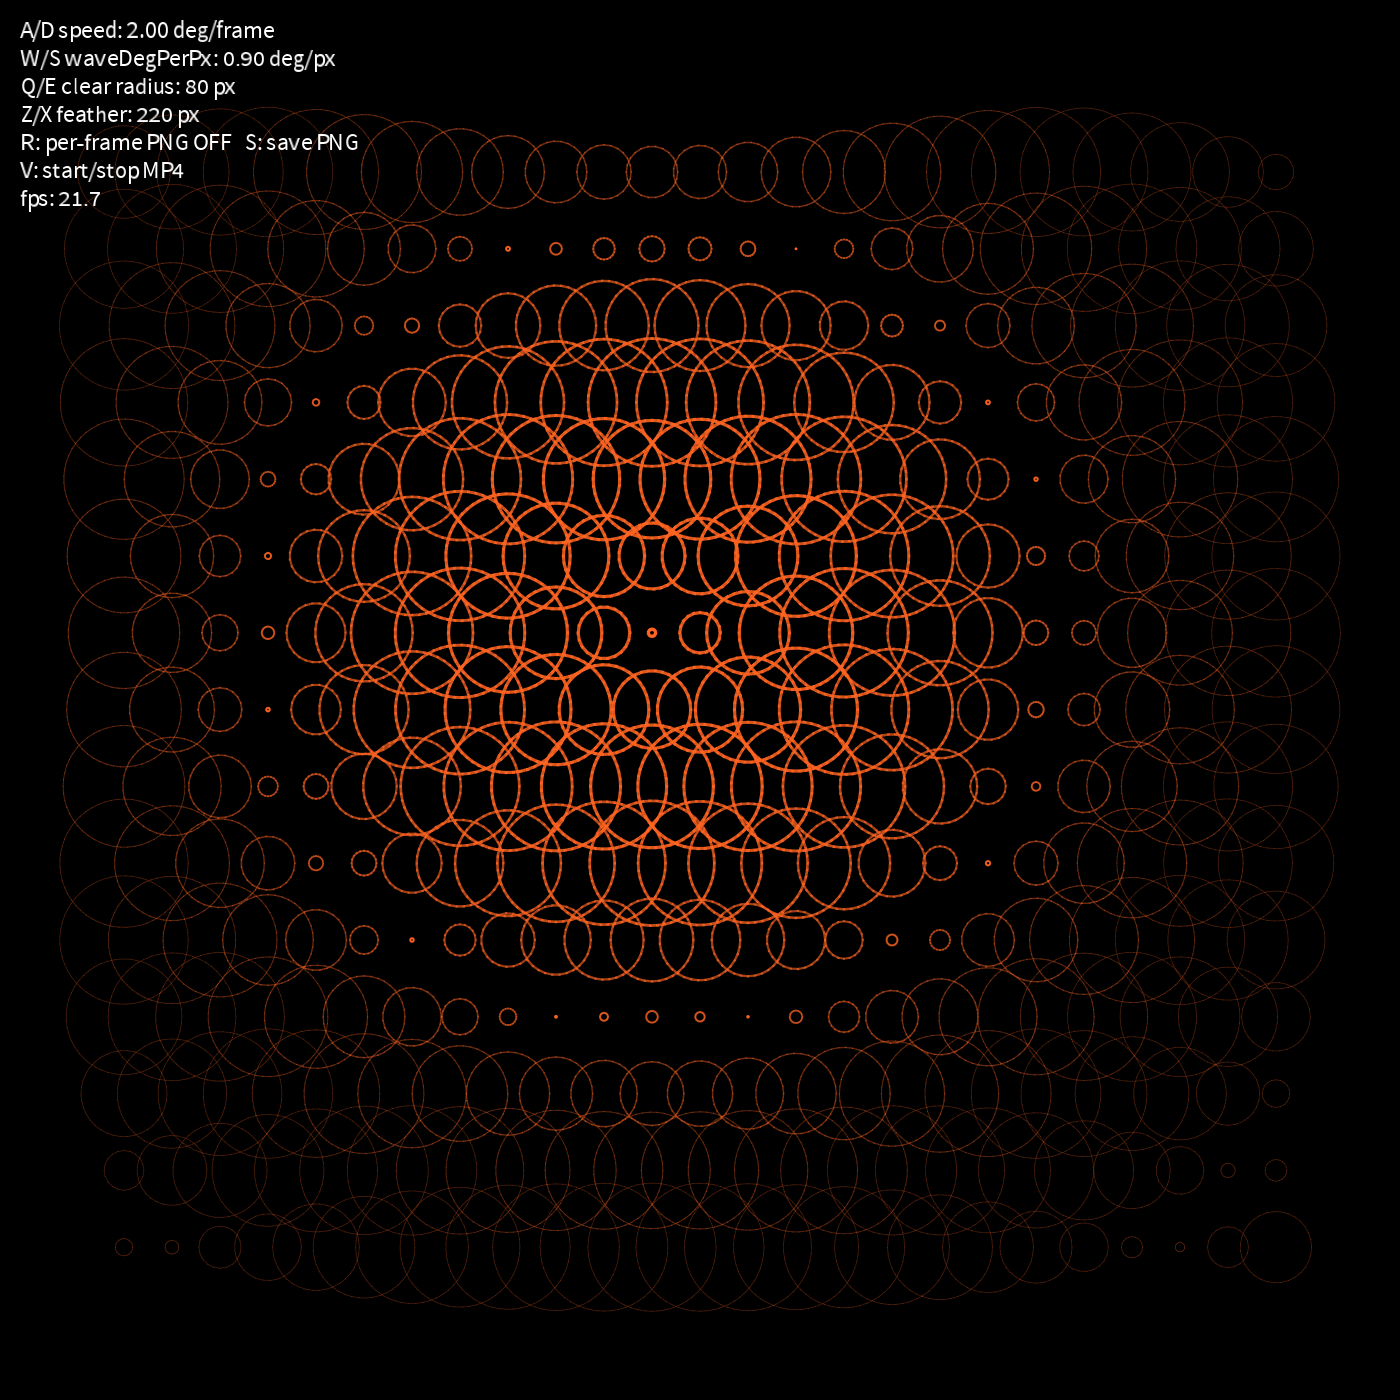 A/D speed: 2.00 deg/frame
W/S waveDegPerPx: 0.90 deg/px
Q/E clear radius: 80 px
Z/X feather: 220 px
R: per-frame PNG OFF   S: save PNG
V: start/stop MP4
fps: 21.7